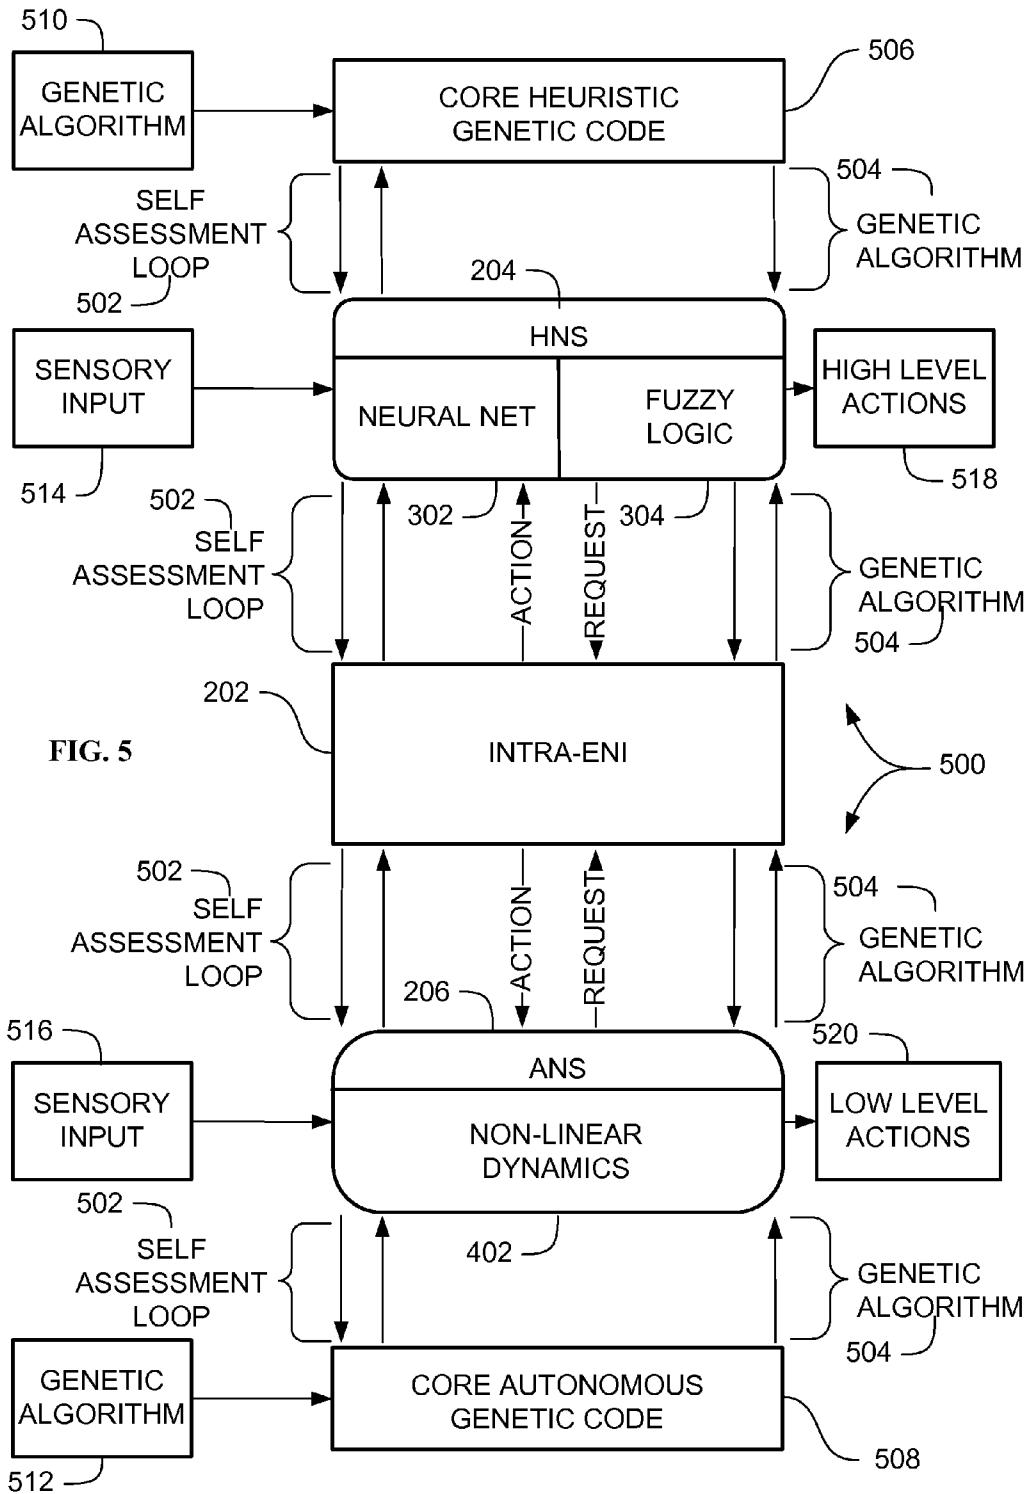 510
GENETIC
ALGORITHM
CORE HEURISTIC
GENETIC CODE
506
SELF
ASSESSMENT
LOOP
502
504
GENETIC
ALGORITHM
204
HNS
SENSORY
INPUT
514
NEURAL NET
FUZZY
LOGIC
HIGH LEVEL
ACTIONS
518
502
SELF
ASSESSMENT
LOOP
302
ACTION
REQUEST
304
GENETIC
ALGORITHM
504
202
INTRA-ENI
FIG. 5
500
502
SELF
ASSESSMENT
LOOP
ACTION
REQUEST
504
GENETIC
ALGORITHM
206
516
SENSORY
INPUT
ANS
NON-LINEAR
DYNAMICS
520
LOW LEVEL
ACTIONS
502
SELF
ASSESSMENT
LOOP
402
GENETIC
ALGORITHM
504
GENETIC
ALGORITHM
512
CORE AUTONOMOUS
GENETIC CODE
508